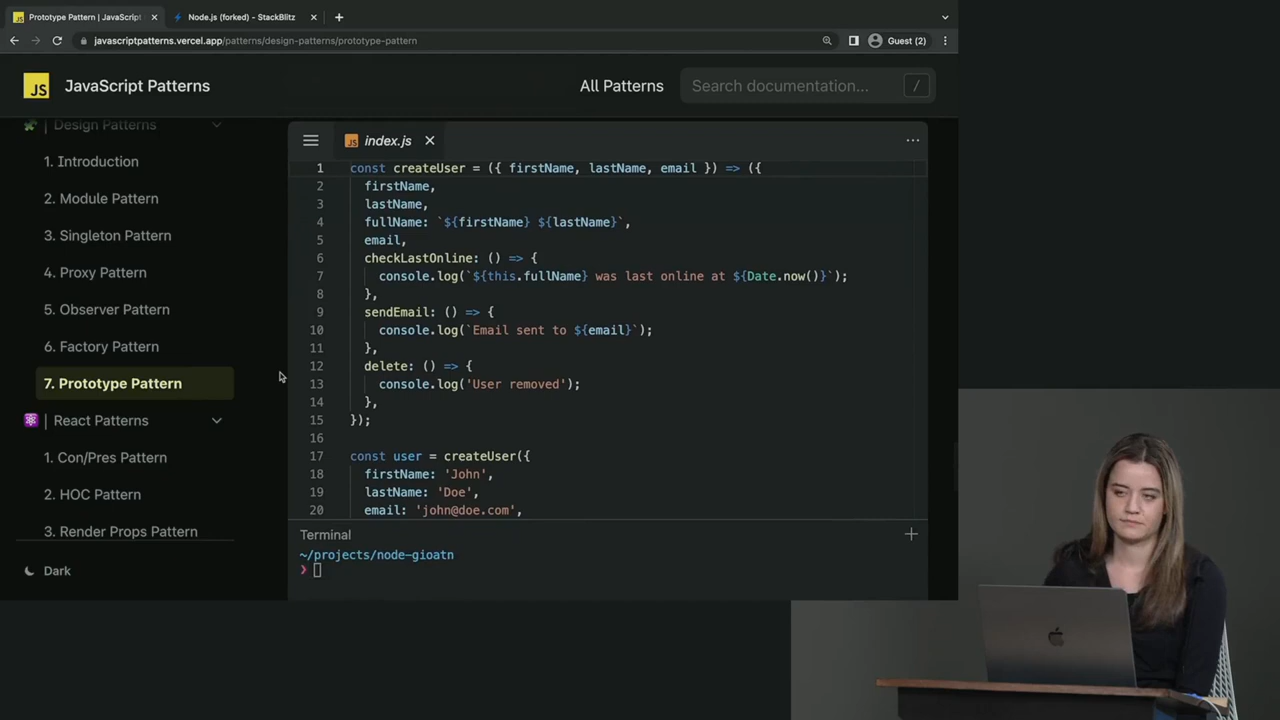 Prototype Pattern | JavaScript
Node.js (forked) - StackBlitz
javascriptpatterns.vercel.app/patterns/design-patterns/prototype-pattern
Guest (2)
JS
JavaScript Patterns
All Patterns
Search documentation...
/
Design Patterns
1. Introduction
2. Module Pattern
3. Singleton Pattern
4. Proxy Pattern
5. Observer Pattern
6. Factory Pattern
7. Prototype Pattern
React Patterns
1. Con/Pres Pattern
2. HOC Pattern
3. Render Props Pattern
Dark
JS index.js
1 const createUser = ({ firstName, lastName, email }) => ({
2 firstName,
3 lastName,
4 fullName: `${firstName} ${lastName}`,
5 email,
6 checkLastOnline: () => {
7 console.log(`${this.fullName} was last online at ${Date.now()}`);
8 },
9 sendEmail: () => {
10 console.log(`Email sent to ${email}`);
11 },
12 delete: () => {
13 console.log('User removed');
14 },
15 });
16
17 const user = createUser({
18 firstName: 'John',
19 lastName: 'Doe',
20 email: 'john@doe.com',
Terminal
~/projects/node-gioatn
❯